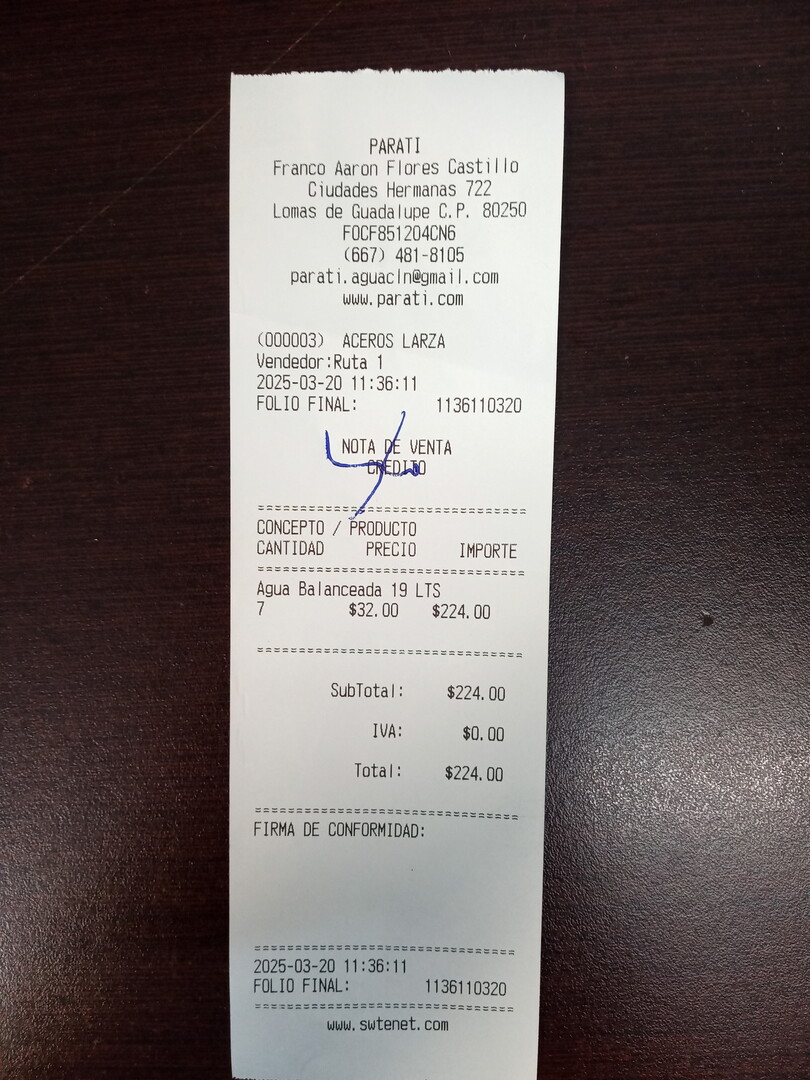 PARATI
Franco Aaron Flores Castillo
Ciudades Hermanas 722
Lomas de Guadalupe C.P. 80250
FOCF851204CN6
(667) 481-8105
parati.aguacln@gmail.com
www.parati.com
(000003) ACEROS LARZA
Vendedor:Ruta 1
2025-03-20 11:36:11
FOLIO FINAL: 1136110320
NOTA DE VENTA
CREDITO
==========================================
CONCEPTO / PRODUCTO
CANTIDAD PRECIO IMPORTE
==========================================
Agua Balanceada 19 LTS
7 $32.00 $224.00
==========================================
SubTotal: $224.00
IVA: $0.00
Total: $224.00
==========================================
FIRMA DE CONFORMIDAD:
==========================================
2025-03-20 11:36:11
FOLIO FINAL: 1136110320
==========================================
www.swtenet.com